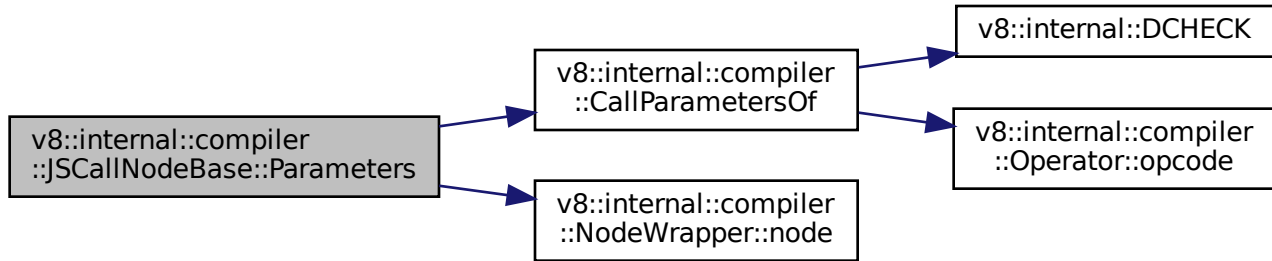 v8::internal::compiler
::JSCallNodeBase::Parameters
v8::internal::compiler
::CallParametersOf
v8::internal::compiler
::NodeWrapper::node
v8::internal::DCHECK
v8::internal::compiler
::Operator::opcode